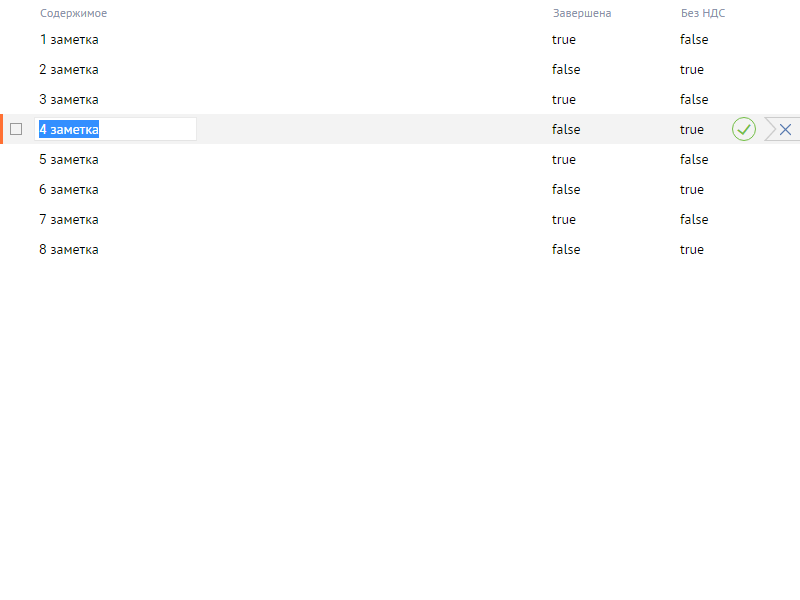 Содержимое Завершена Без НДС
1 заметка true false
2 заметка false true
3 заметка true false
4 заметка false true
5 заметка true false
6 заметка false true
7 заметка true false
8 заметка false true